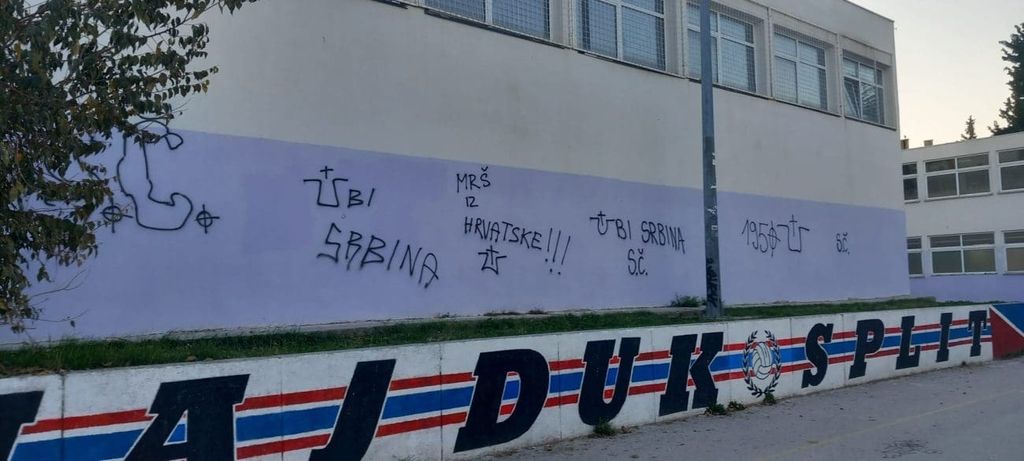 UBI
SRBINA
MRŠ
IZ
HRVATSKE!!!
U
UBI SRBINA
S.Č.
1950 U
S.Č.
HAJDUK SPLIT